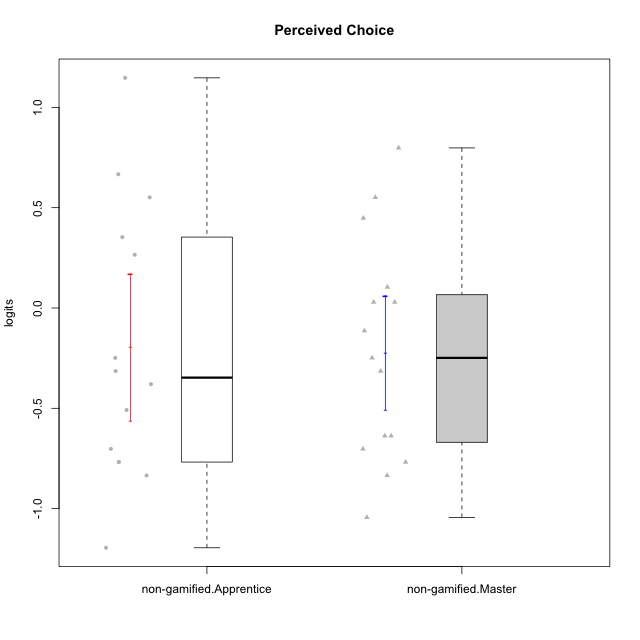 Perceived Choice
logits
1.0
0.5
0.0
-0.5
-1.0
non-gamified.Apprentice
non-gamified.Master